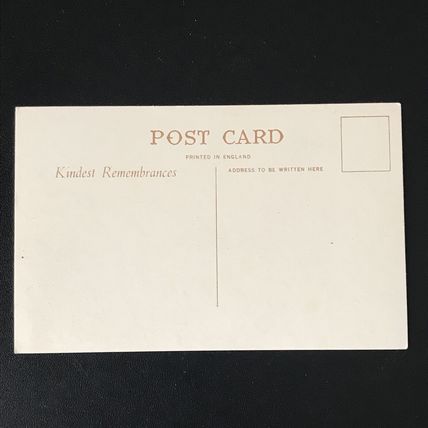 POST CARD
PRINTED IN ENGLAND
Kindest Remembrances
ADDRESS TO BE WRITTEN HERE